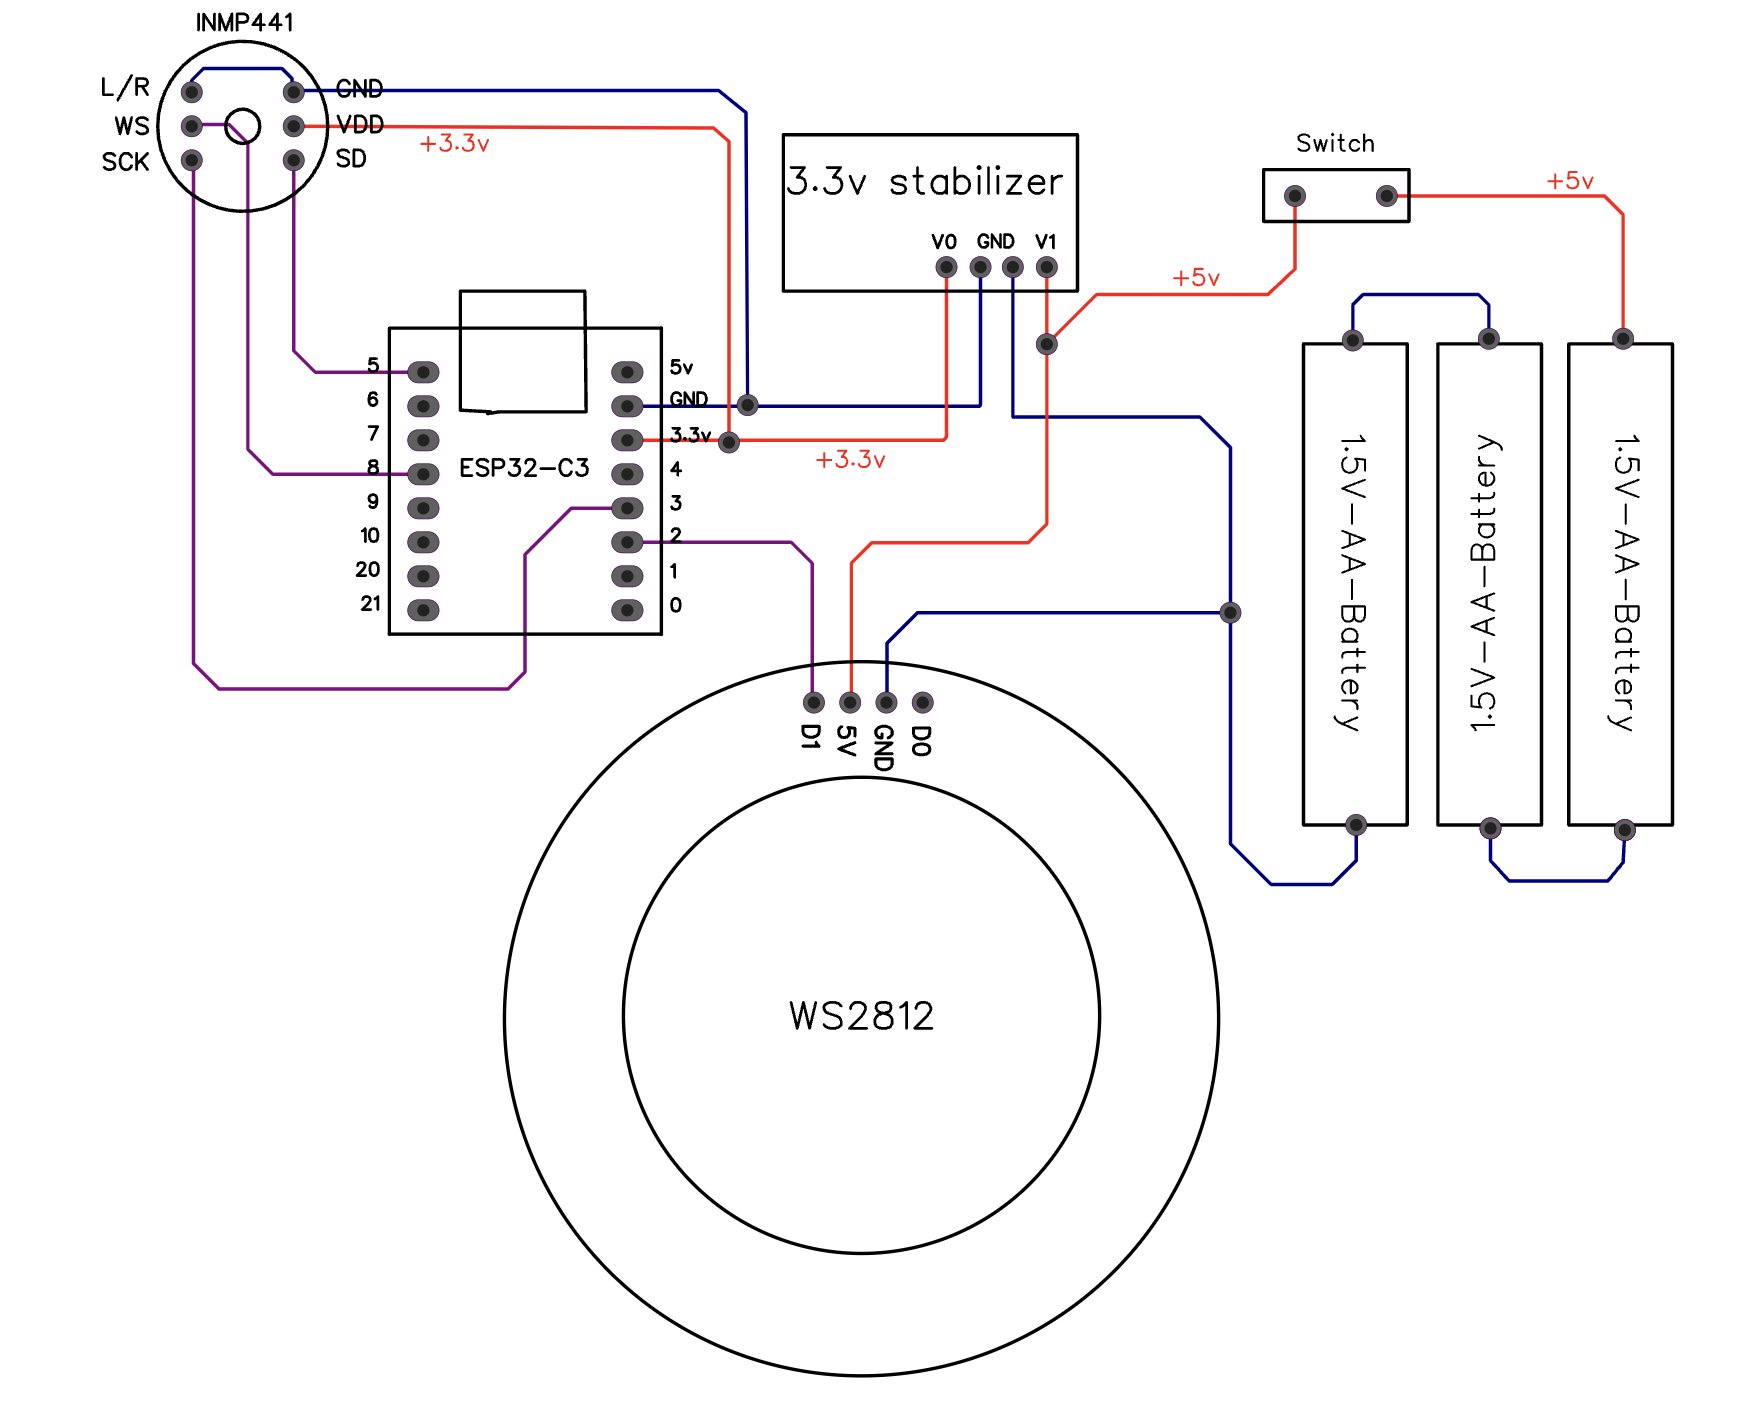 INMP441
L/R
WS
SCK
GND
VDD
SD
+3.3v
3.3v stabilizer
V0
GND
V1
Switch
+5v
+5v
5
6
7
8
9
10
20
21
ESP32-C3
5v
GND
3.3v
4
3
2
1
0
+3.3v
1.5V-AA-Battery
1.5V-AA-Battery
1.5V-AA-Battery
D1
5V
GND
D0
WS2812